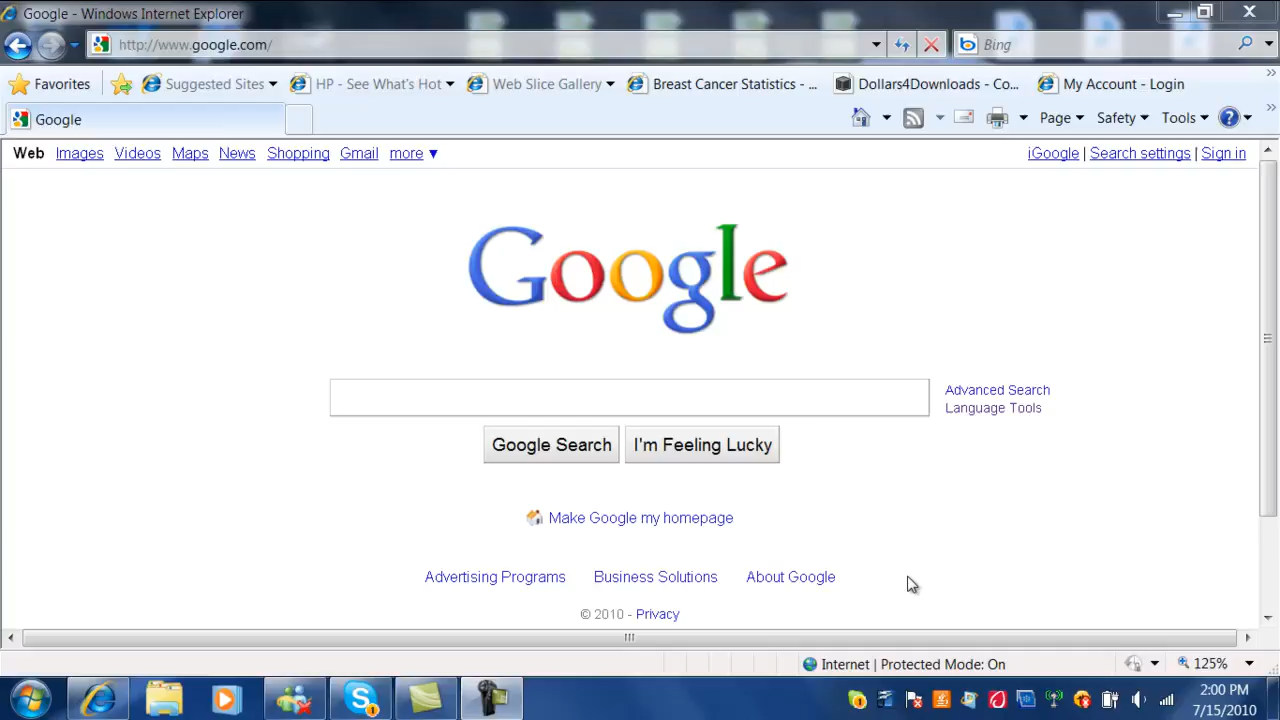 Google - Windows Internet Explorer
http://www.google.com/
Bing
Favorites
Suggested Sites
HP - See What's Hot
Web Slice Gallery
Breast Cancer Statistics - ...
Dollars4Downloads - Co...
My Account - Login
Google
Page
Safety
Tools
Web Images Videos Maps News Shopping Gmail more ▼
iGoogle | Search settings | Sign in
Google
Advanced Search
Language Tools
Google Search
I'm Feeling Lucky
Make Google my homepage
Advertising Programs
Business Solutions
About Google
© 2010 - Privacy
Internet | Protected Mode: On
125%
2:00 PM
7/15/2010